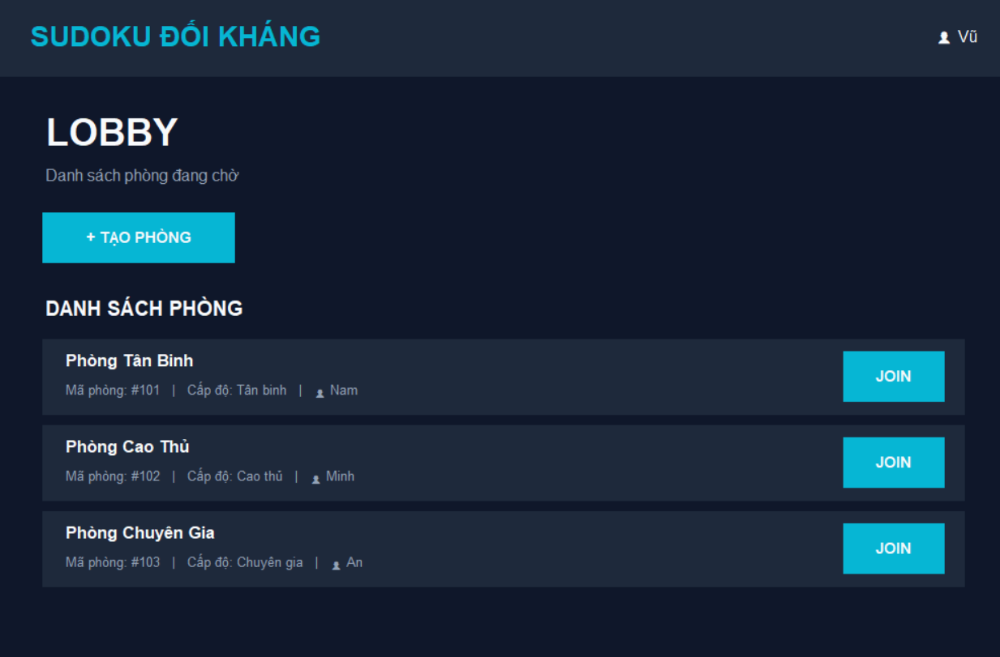 SUDOKU ĐỐI KHÁNG
Vũ
LOBBY
Danh sách phòng đang chờ
+ TẠO PHÒNG
DANH SÁCH PHÒNG
Phòng Tân Binh
Mã phòng: #101 | Cấp độ: Tân binh | Nam
JOIN
Phòng Cao Thủ
Mã phòng: #102 | Cấp độ: Cao thủ | Minh
JOIN
Phòng Chuyên Gia
Mã phòng: #103 | Cấp độ: Chuyên gia | An
JOIN